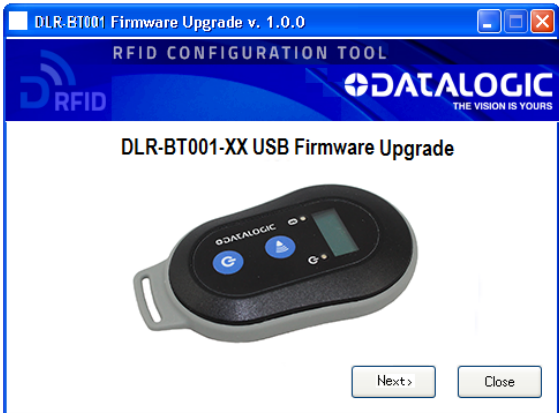 DLR-BT001 Firmware Upgrade v. 1.0.0
RFID CONFIGURATION TOOL
DRFID
DATALOGIC
THE VISION IS YOURS
DLR-BT001-XX USB Firmware Upgrade
DATALOGIC
Next>
Close